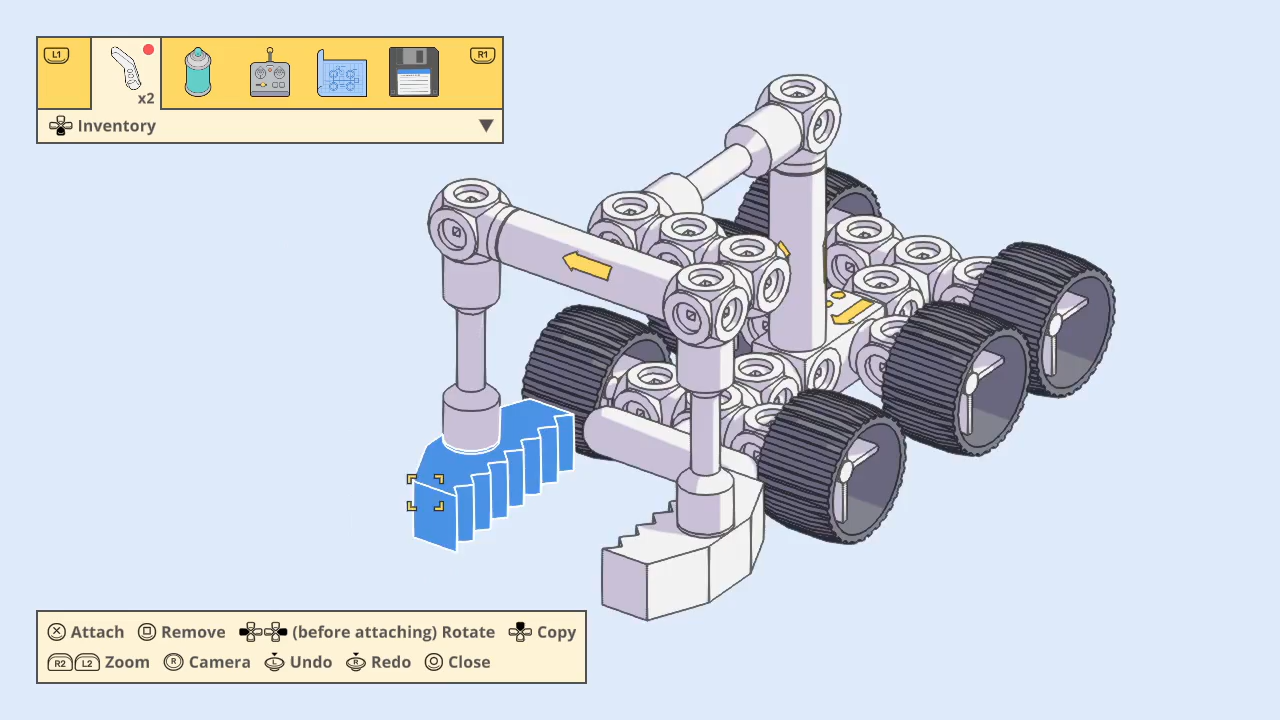 L1
R1
x2
Inventory
Attach Remove (before attaching) Rotate Copy
R2 L2 Zoom R Camera L Undo R Redo Close